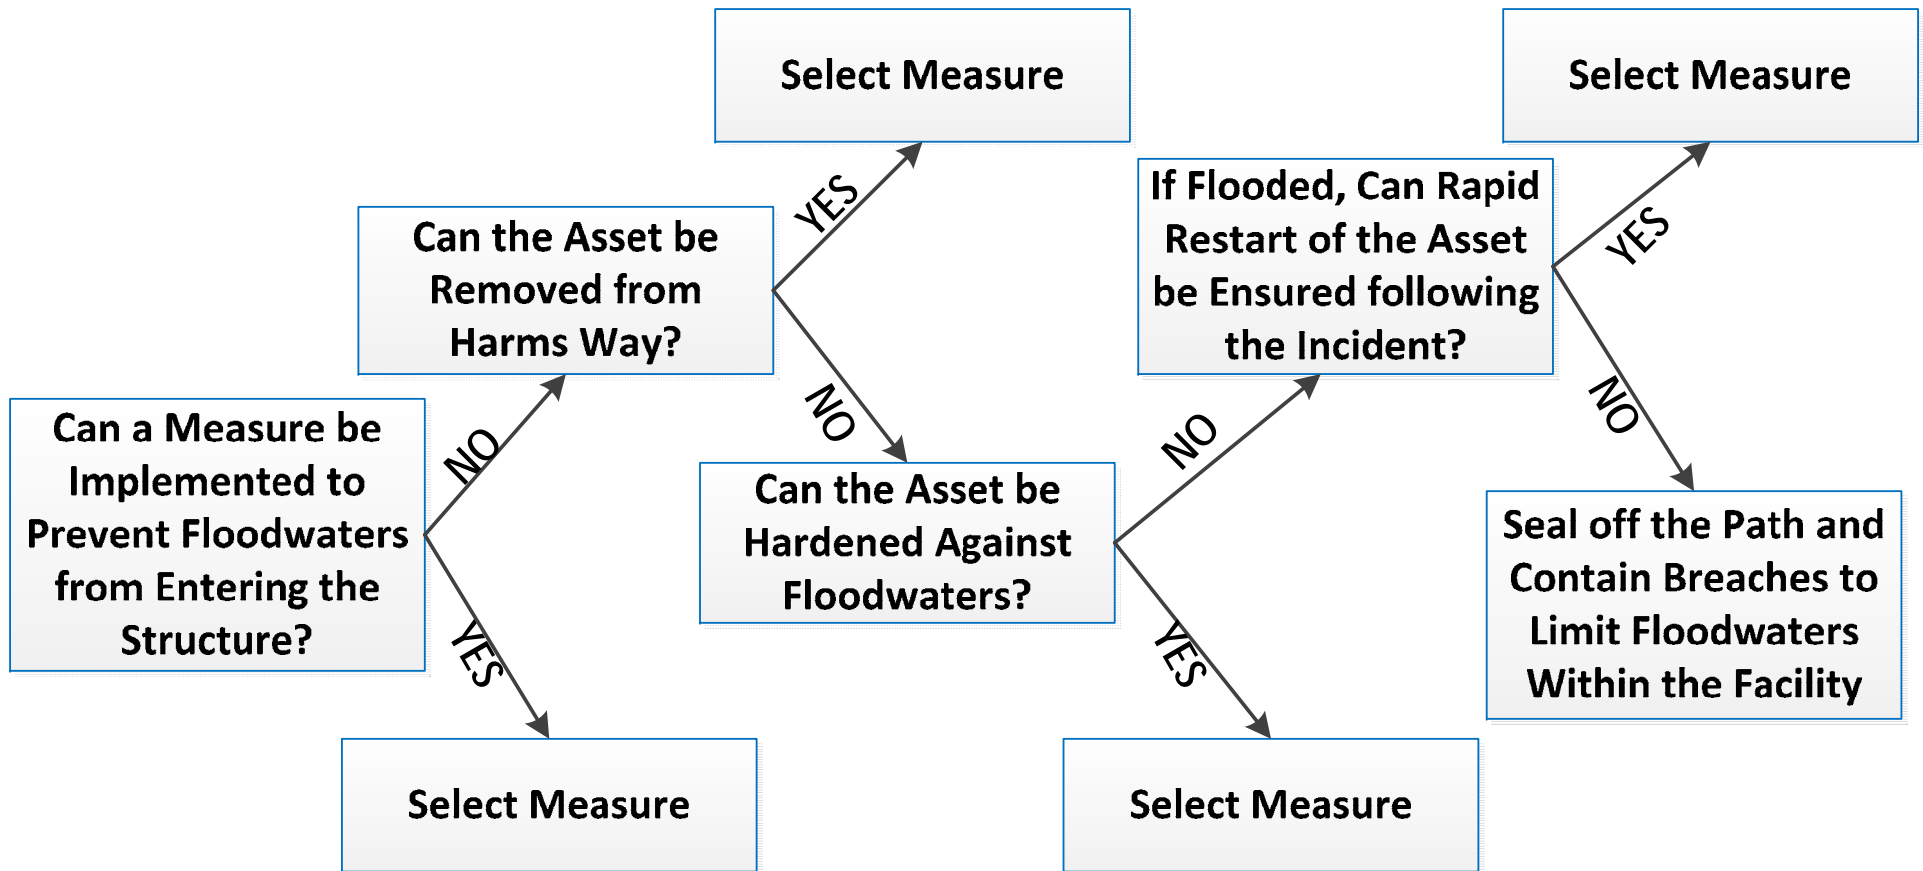 Select Measure
Select Measure
If Flooded, Can Rapid
Restart of the Asset
be Ensured following
the Incident?
YES
YES
Can the Asset be
Removed from
Harms Way?
NO
NO
Can a Measure be
Implemented to
Prevent Floodwaters
from Entering the
Structure?
NO
NO
Can the Asset be
Hardened Against
Floodwaters?
Seal off the Path and
Contain Breaches to
Limit Floodwaters
Within the Facility
YES
YES
Select Measure
Select Measure